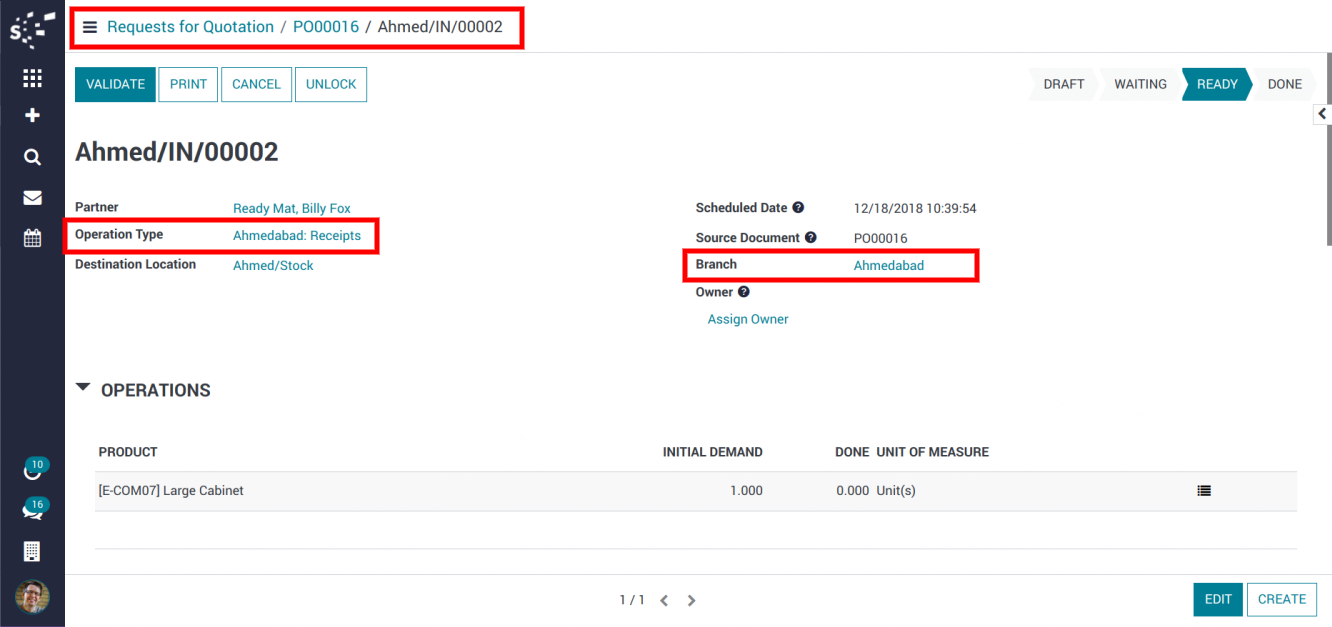 Requests for Quotation / PO00016 / Ahmed/IN/00002
VALIDATE PRINT CANCEL UNLOCK DRAFT WAITING READY DONE
Ahmed/IN/00002
Partner Ready Mat, Billy Fox Scheduled Date 12/18/2018 10:39:54
Operation Type Ahmedabad: Receipts Source Document PO00016
Destination Location Ahmed/Stock Branch Ahmedabad
Owner
Assign Owner
OPERATIONS
PRODUCT INITIAL DEMAND DONE UNIT OF MEASURE
[E-COM07] Large Cabinet 1.000 0.000 Unit(s)
10
16
1 / 1 EDIT CREATE